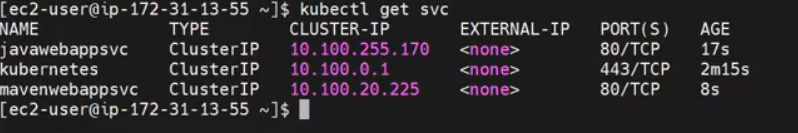 [ec2-user@ip-172-31-13-55 ~]$ kubectl get svc
NAME TYPE CLUSTER-IP EXTERNAL-IP PORT(S) AGE
javawebappsvc ClusterIP 10.100.255.170 <none> 80/TCP 17s
kubernetes ClusterIP 10.100.0.1 <none> 443/TCP 2m15s
mavenwebappsvc ClusterIP 10.100.20.225 <none> 80/TCP 8s
[ec2-user@ip-172-31-13-55 ~]$